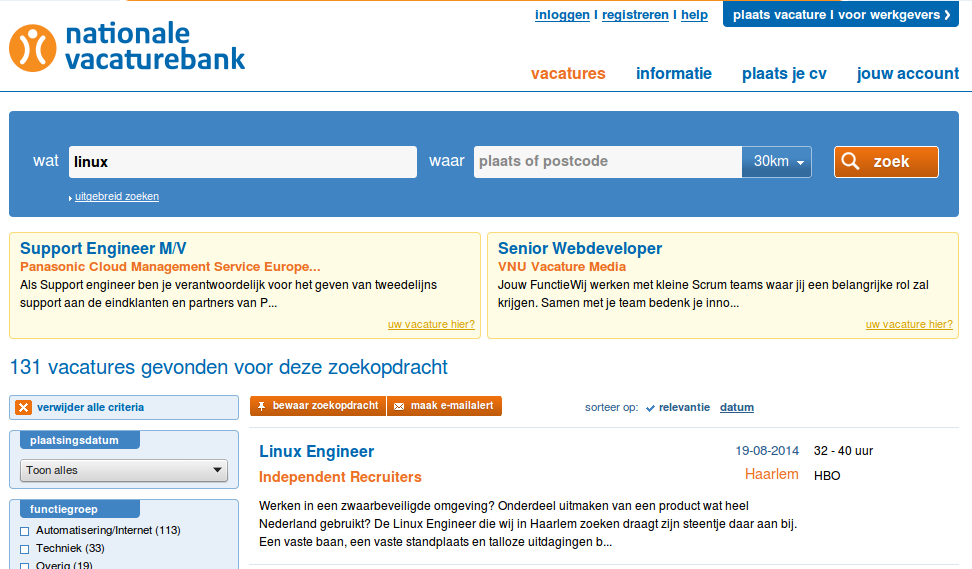 inloggen | registreren | help
plaats vacature | voor werkgevers ❯
nationale
vacaturebank
vacatures informatie plaats je cv jouw account
wat linux waar plaats of postcode 30km zoek
uitgebreid zoeken
Support Engineer M/V
Panasonic Cloud Management Service Europe...
Als Support engineer ben je verantwoordelijk voor het geven van tweedelijns
support aan de eindklanten en partners van P...
uw vacature hier?
Senior Webdeveloper
VNU Vacature Media
Jouw FunctieWij werken met kleine Scrum teams waar jij een belangrijke rol zal
krijgen. Samen met je team bedenk je inno...
uw vacature hier?
131 vacatures gevonden voor deze zoekopdracht
verwijder alle criteria
plaatsingsdatum
Toon alles
functiegroep
Automatisering/Internet (113)
Techniek (33)
Overig (19)
bewaar zoekopdracht maak e-mailalert sorteer op: relevantie datum
Linux Engineer 19-08-2014 32 - 40 uur
Independent Recruiters Haarlem HBO
Werken in een zwaarbeveiligde omgeving? Onderdeel uitmaken van een product wat heel
Nederland gebruikt? De Linux Engineer die wij in Haarlem zoeken draagt zijn steentje daar aan bij.
Een vaste baan, een vaste standplaats en talloze uitdagingen b...